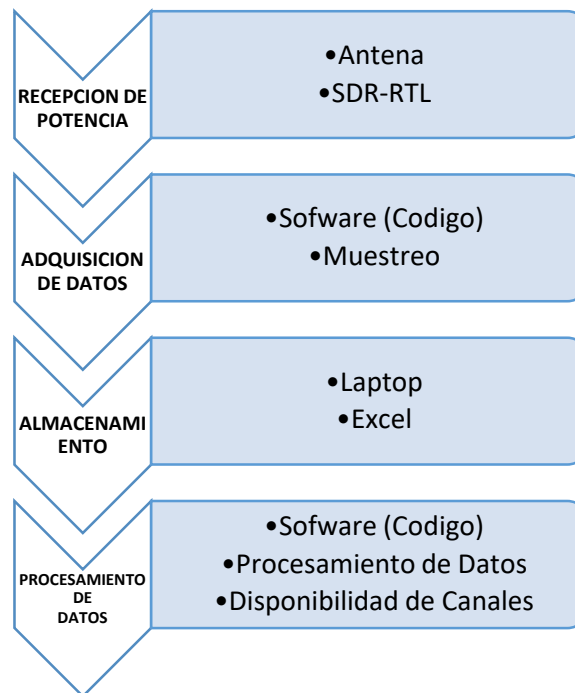 RECEPCION DE
POTENCIA
•Antena
•SDR-RTL
ADQUISICION
DE DATOS
•Sofware (Codigo)
•Muestreo
ALMACENAMI
ENTO
•Laptop
•Excel
PROCESAMIENTO
DE
DATOS
•Sofware (Codigo)
•Procesamiento de Datos
•Disponibilidad de Canales